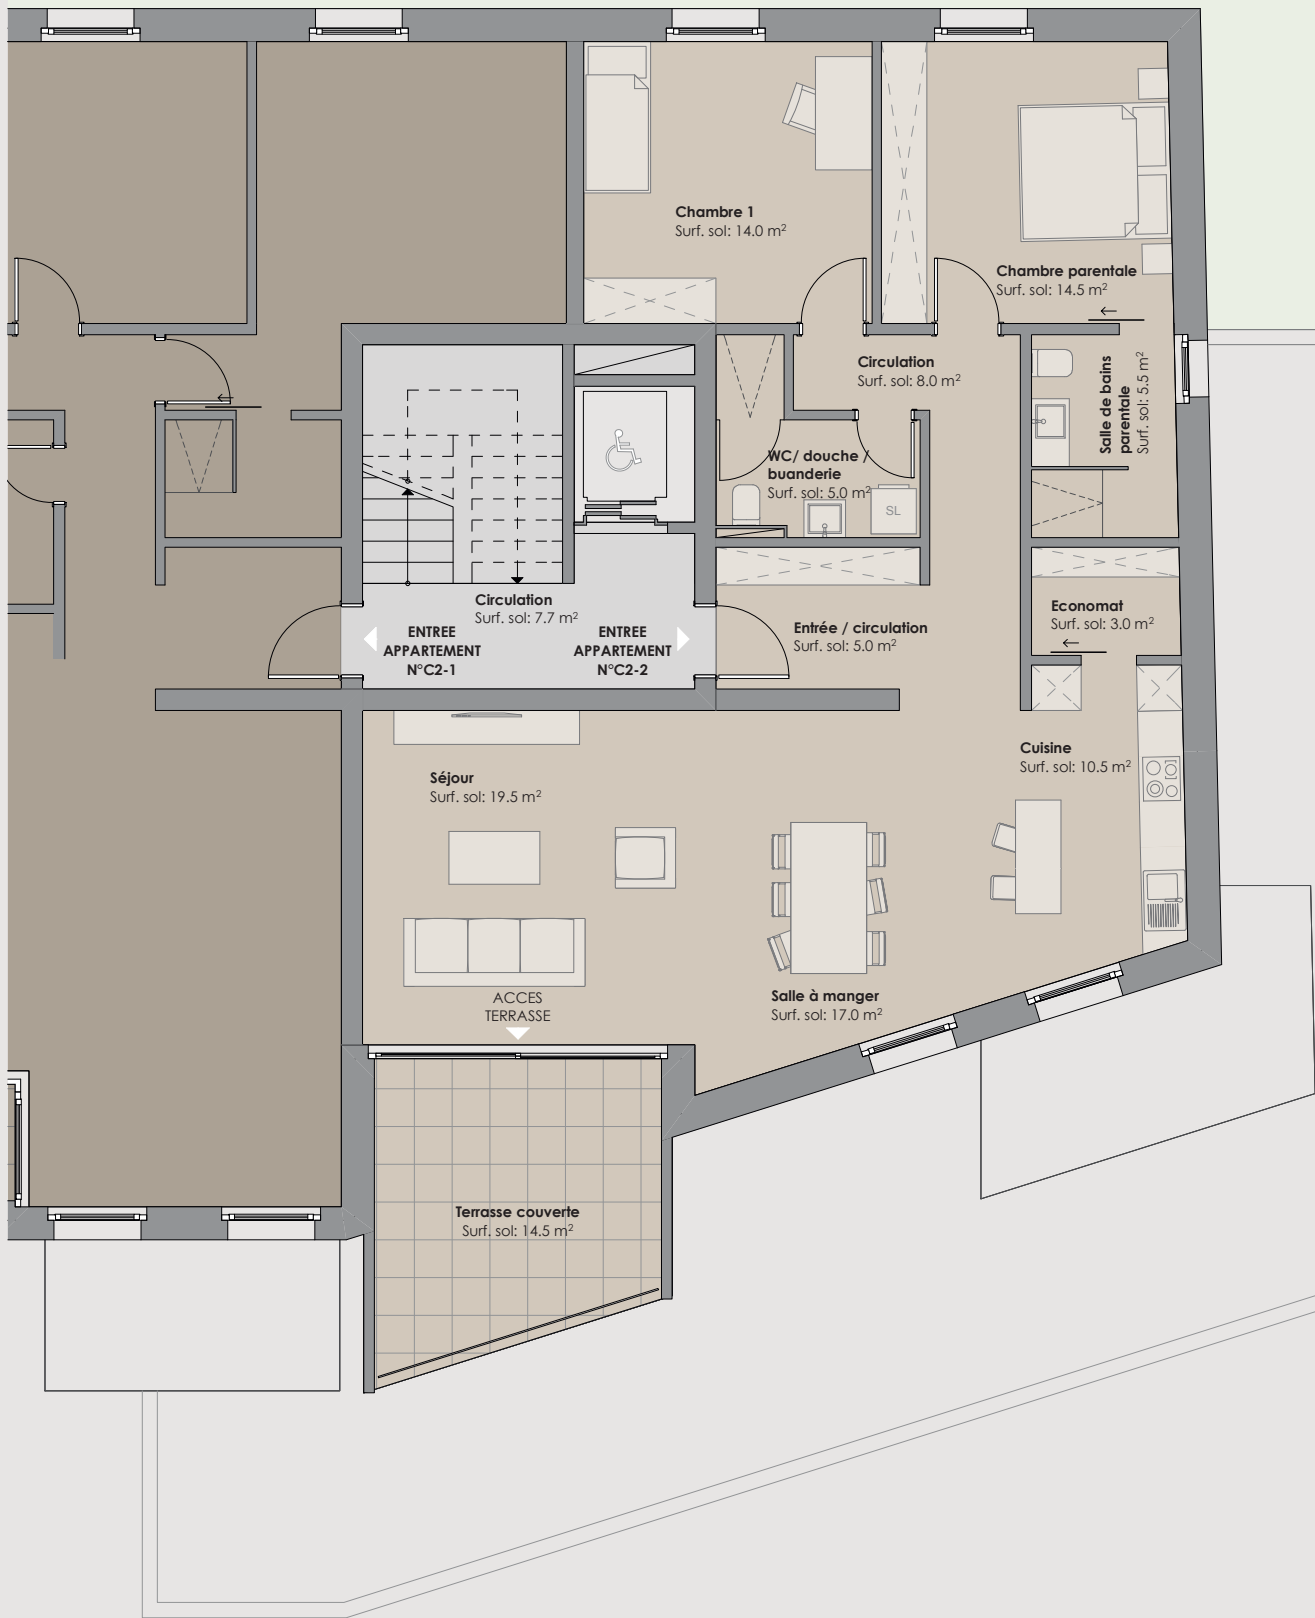 Chambre 1
Surf. sol: 14.0 m²
Chambre parentale
Surf. sol: 14.5 m²
Circulation
Surf. sol: 8.0 m²
Salle de bains
parentale
Surf. sol: 5.5 m²
WC/ douche /
buanderie
Surf. sol: 5.0 m²
SL
Circulation
Surf. sol: 7.7 m²
ENTREE
APPARTEMENT
N°C2-1
ENTREE
APPARTEMENT
N°C2-2
Entrée / circulation
Surf. sol: 5.0 m²
Economat
Surf. sol: 3.0 m²
Cuisine
Surf. sol: 10.5 m²
Séjour
Surf. sol: 19.5 m²
ACCES
TERRASSE
Salle à manger
Surf. sol: 17.0 m²
Terrasse couverte
Surf. sol: 14.5 m²